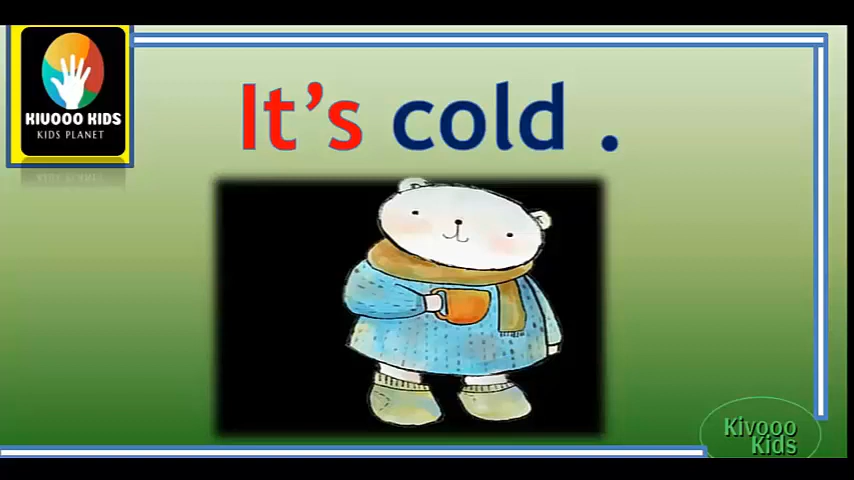 KIVOOO KIDS
KIDS PLANET
It's cold .
Kivooo
Kids